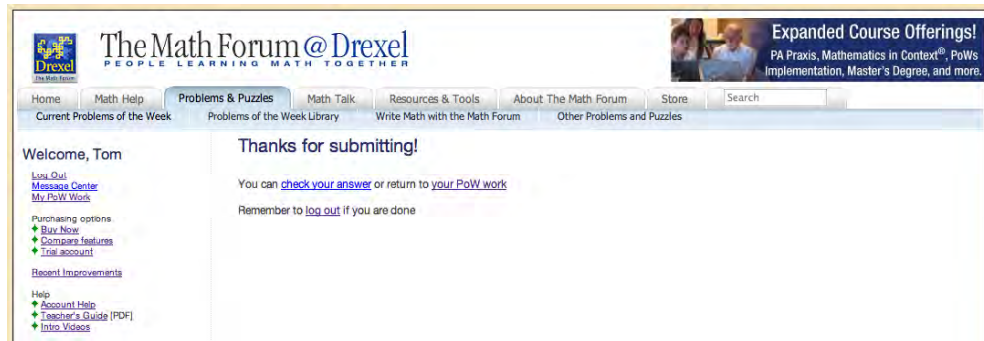 Drexel
The Math Forum
The Math Forum @ Drexel
PEOPLE LEARNING MATH TOGETHER
Expanded Course Offerings!
PA Praxis, Mathematics in Context®, PoWs
Implementation, Master's Degree, and more.
Home Math Help Problems & Puzzles Math Talk Resources & Tools About The Math Forum Store Search
Current Problems of the Week Problems of the Week Library Write Math with the Math Forum Other Problems and Puzzles
Welcome, Tom
Log Out
Message Center
My PoW Work
Purchasing options
Buy Now
Compare features
Trial account
Recent Improvements
Help
Account Help
Teacher's Guide [PDF]
Intro Videos
Thanks for submitting!
You can check your answer or return to your PoW work
Remember to log out if you are done